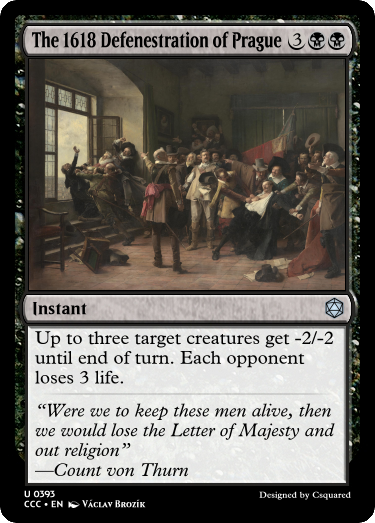 The 1618 Defenestration of Prague 3
Instant
Up to three target creatures get -2/-2
until end of turn. Each opponent
loses 3 life.
“Were we to keep these men alive, then
we would lose the Letter of Majesty and
out religion”
—Count von Thurn
U 0393
CCC • EN Václav Brozík
Designed by Csquared